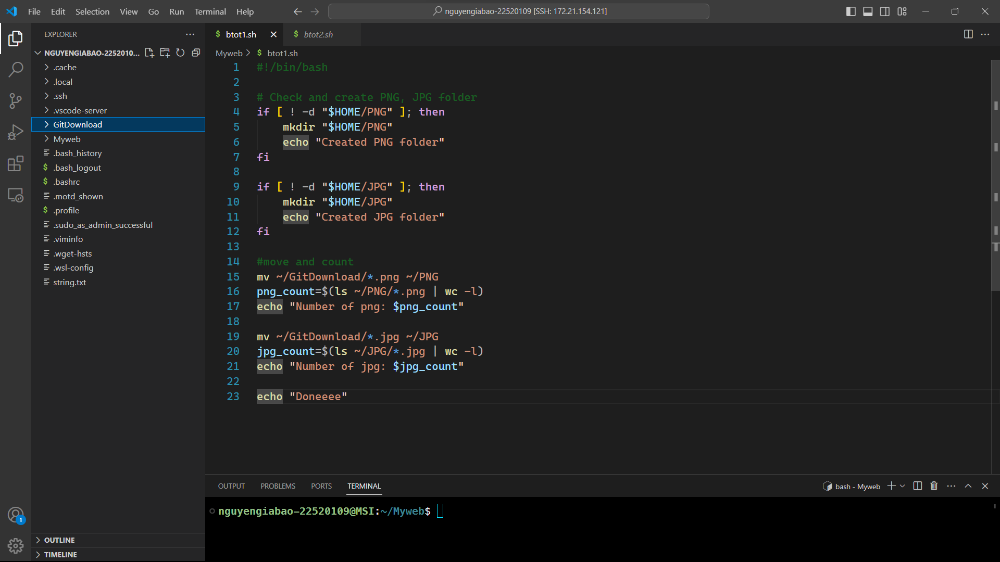 File Edit Selection View Go Run Terminal Help
nguyengiabao-22520109 [SSH: 172.21.154.121]
EXPLORER
NGUYENGIABAO-2252010...
.cache
.local
.ssh
.vscode-server
GitDownload
Myweb
.bash_history
$ .bash_logout
$ .bashrc
.motd_shown
$ .profile
.sudo_as_admin_successful
.viminfo
.wget-hsts
.wsl-config
string.txt
OUTLINE
TIMELINE
1
$ btot1.sh
$ btot2.sh
Myweb > $ btot1.sh
1 #!/bin/bash
2
3 # Check and create PNG, JPG folder
4 if [ ! -d "$HOME/PNG" ]; then
5     mkdir "$HOME/PNG"
6     echo "Created PNG folder"
7 fi
8
9 if [ ! -d "$HOME/JPG" ]; then
10     mkdir "$HOME/JPG"
11     echo "Created JPG folder"
12 fi
13
14 #move and count
15 mv ~/GitDownload/*.png ~/PNG
16 png_count=$(ls ~/PNG/*.png | wc -l)
17 echo "Number of png: $png_count"
18
19 mv ~/GitDownload/*.jpg ~/JPG
20 jpg_count=$(ls ~/JPG/*.jpg | wc -l)
21 echo "Number of jpg: $jpg_count"
22
23 echo "Doneeee"
OUTPUT PROBLEMS PORTS TERMINAL
bash - Myweb
nguyengiabao-22520109@MSI:~/Myweb$